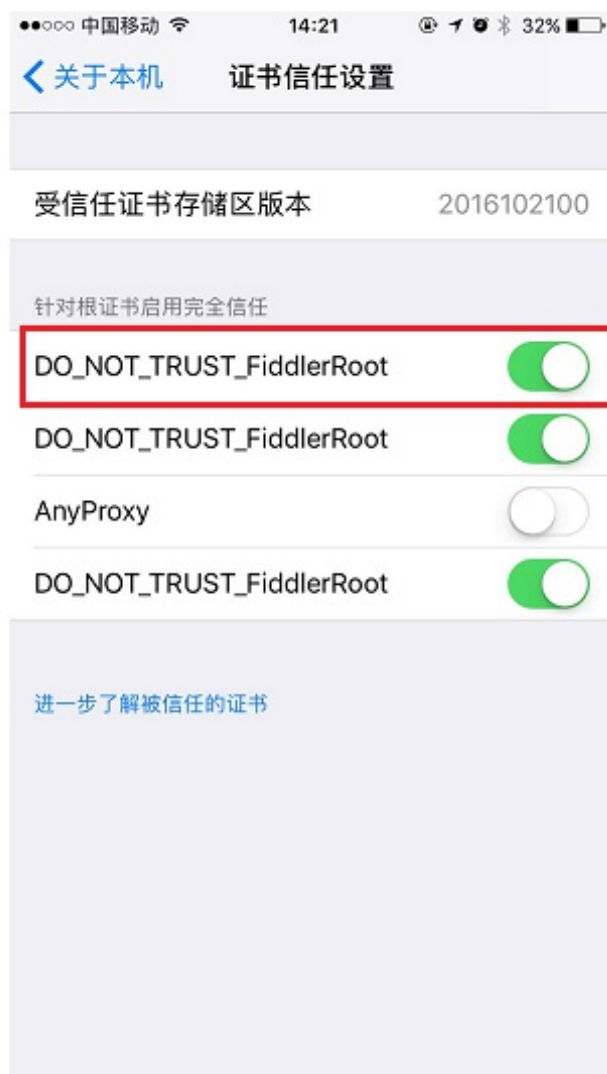 中国移动 14:21 32%
关于本机 证书信任设置
受信任证书存储区版本 2016102100
针对根证书启用完全信任
DO_NOT_TRUST_FiddlerRoot
DO_NOT_TRUST_FiddlerRoot
AnyProxy
DO_NOT_TRUST_FiddlerRoot
进一步了解被信任的证书